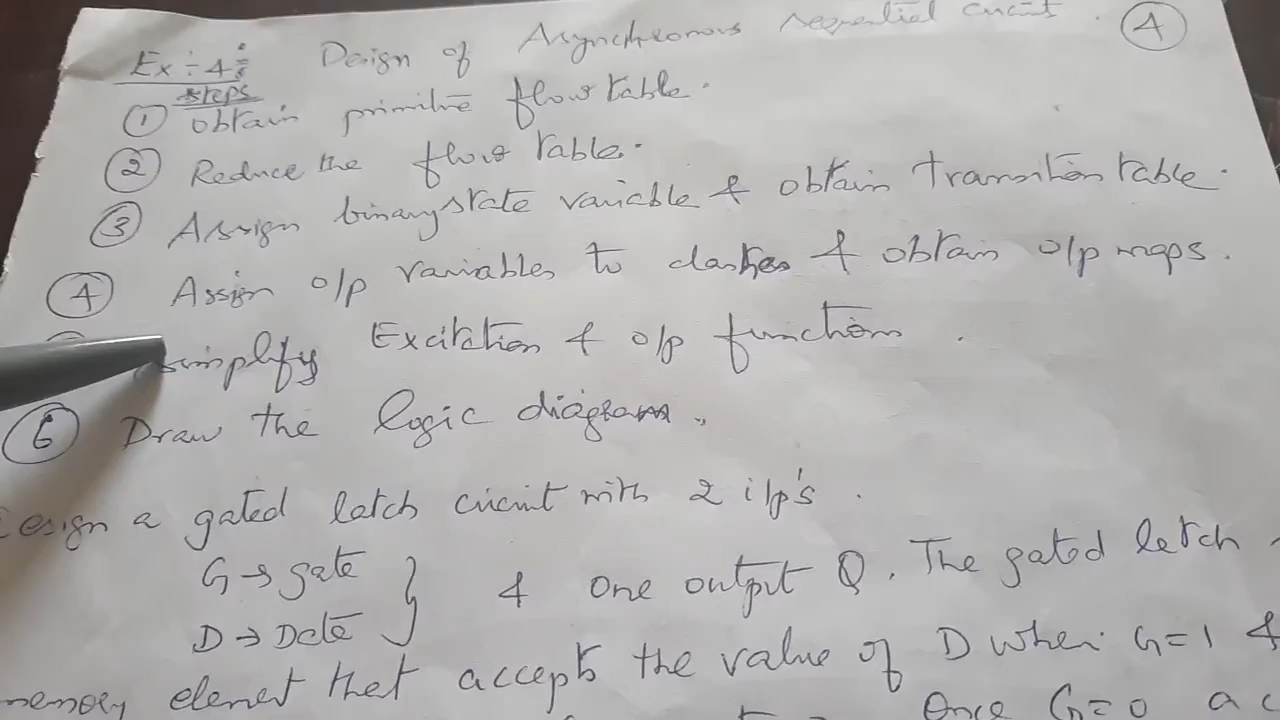 Ex ÷ 4 : Design of Asynchronous sequential circuit . 4
steps
① obtain primitive flow table .
② Reduce the flow table .
③ Assign binary state variable & obtain transition table .
④ Assign o/p variables to dashes & obtain o/p maps .
simplify Excitation & o/p function .
⑥ Draw the logic diagram .
esign a gated latch circuit with 2 i/p's .
G → gate
D → Data } & one output Q . The gated latch
memory element that accepts the value of D when G = 1 &
Once G = 0